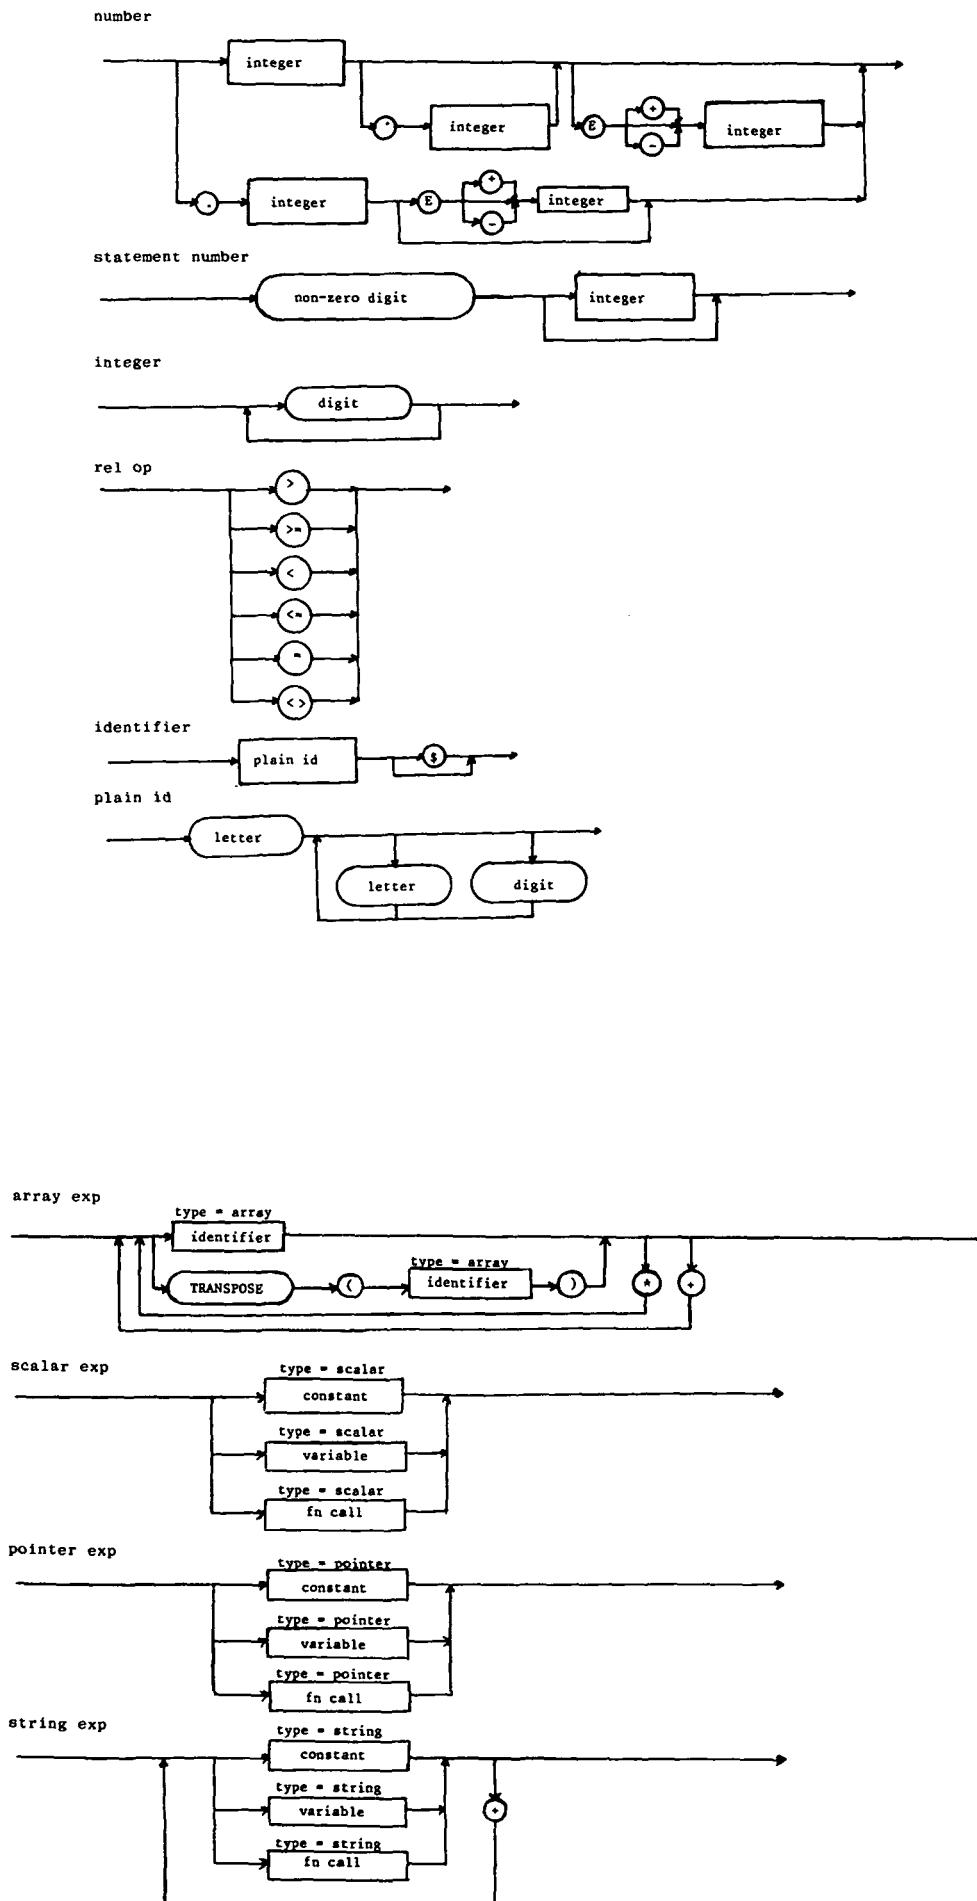 number
integer
. integer E + - integer
. integer E + - integer
statement number
non-zero digit integer
integer
digit
rel op
>
>=
<
<=
=
<>
identifier
plain id $
plain id
letter
letter digit
array exp
type = array
identifier
type = array
TRANSPOSE ( identifier ) * +
scalar exp
type = scalar
constant
type = scalar
variable
type = scalar
fn call
pointer exp
type = pointer
constant
type = pointer
variable
type = pointer
fn call
string exp
type = string
constant
type = string
variable +
type = string
fn call